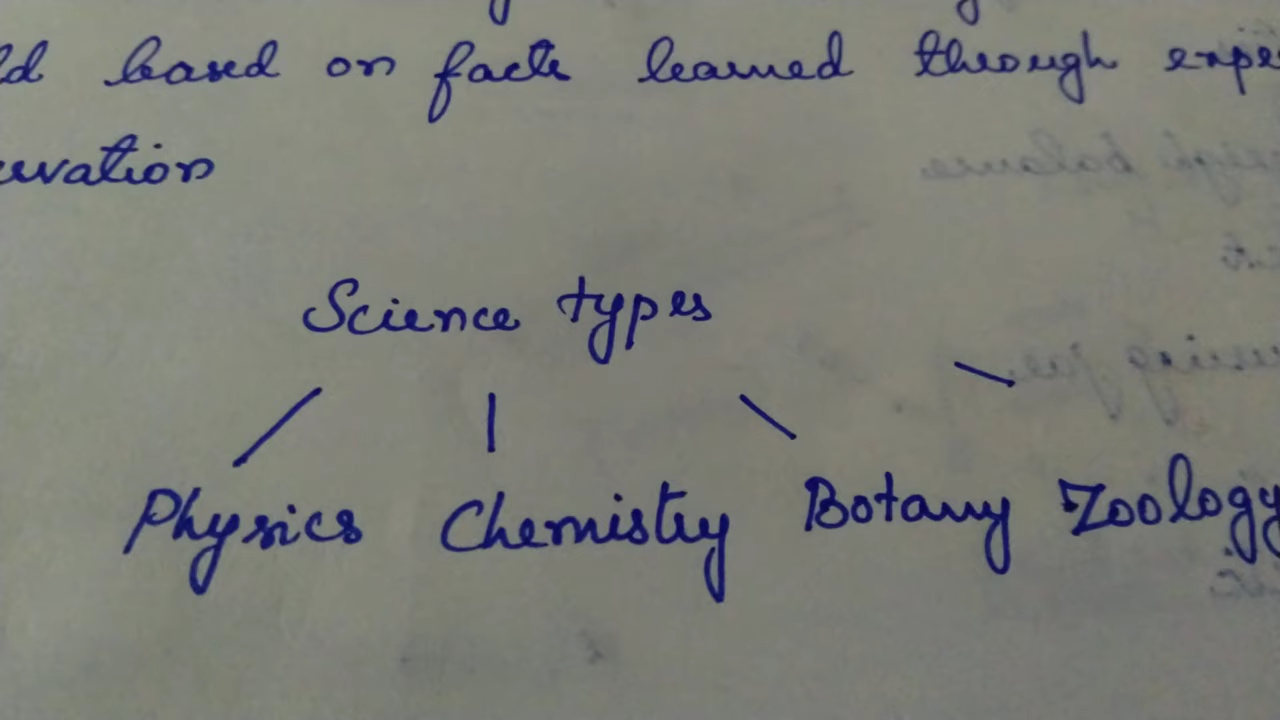 based on facts learned through
Science types
Physics Chemistry Botany Zoology